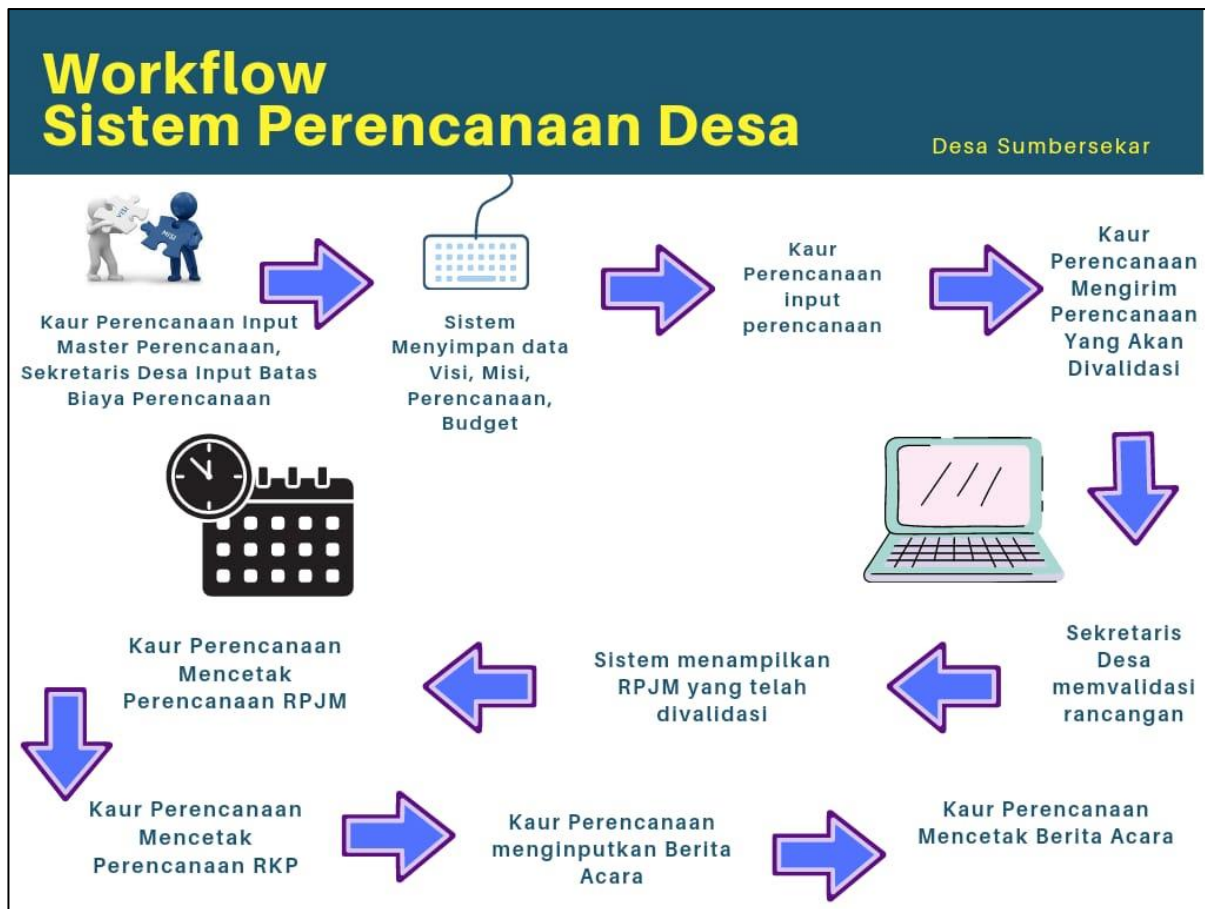 Workflow
Sistem Perencanaan Desa
Desa Sumbersekar
VISI
MISI
Kaur Perencanaan Input
Master Perencanaan,
Sekretaris Desa Input Batas
Biaya Perencanaan
Sistem
Menyimpan data
Visi, Misi,
Perencanaan,
Budget
Kaur
Perencanaan
input
perencanaan
Kaur
Perencanaan
Mengirim
Perencanaan
Yang Akan
Divalidasi
Sekretaris
Desa
memvalidasi
rancangan
Sistem menampilkan
RPJM yang telah
divalidasi
Kaur Perencanaan
Mencetak
Perencanaan RPJM
Kaur Perencanaan
Mencetak
Perencanaan RKP
Kaur Perencanaan
menginputkan Berita
Acara
Kaur Perencanaan
Mencetak Berita Acara